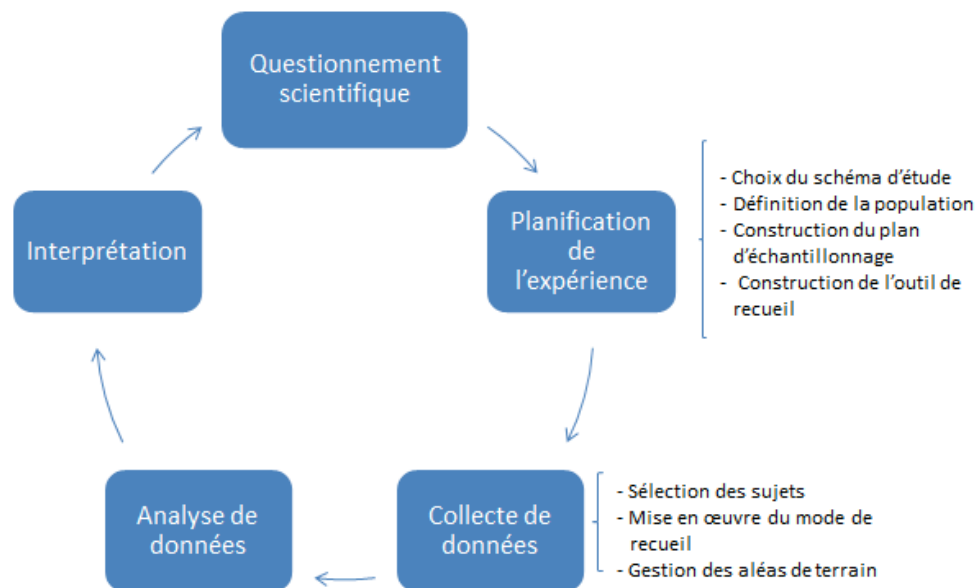 Questionnement
scientifique
Planification
de
l'expérience
- Choix du schéma d'étude
- Définition de la population
- Construction du plan
d'échantillonnage
- Construction de l'outil de
recueil
Collecte de
données
- Sélection des sujets
- Mise en œuvre du mode de
recueil
- Gestion des aléas de terrain
Analyse de
données
Interprétation